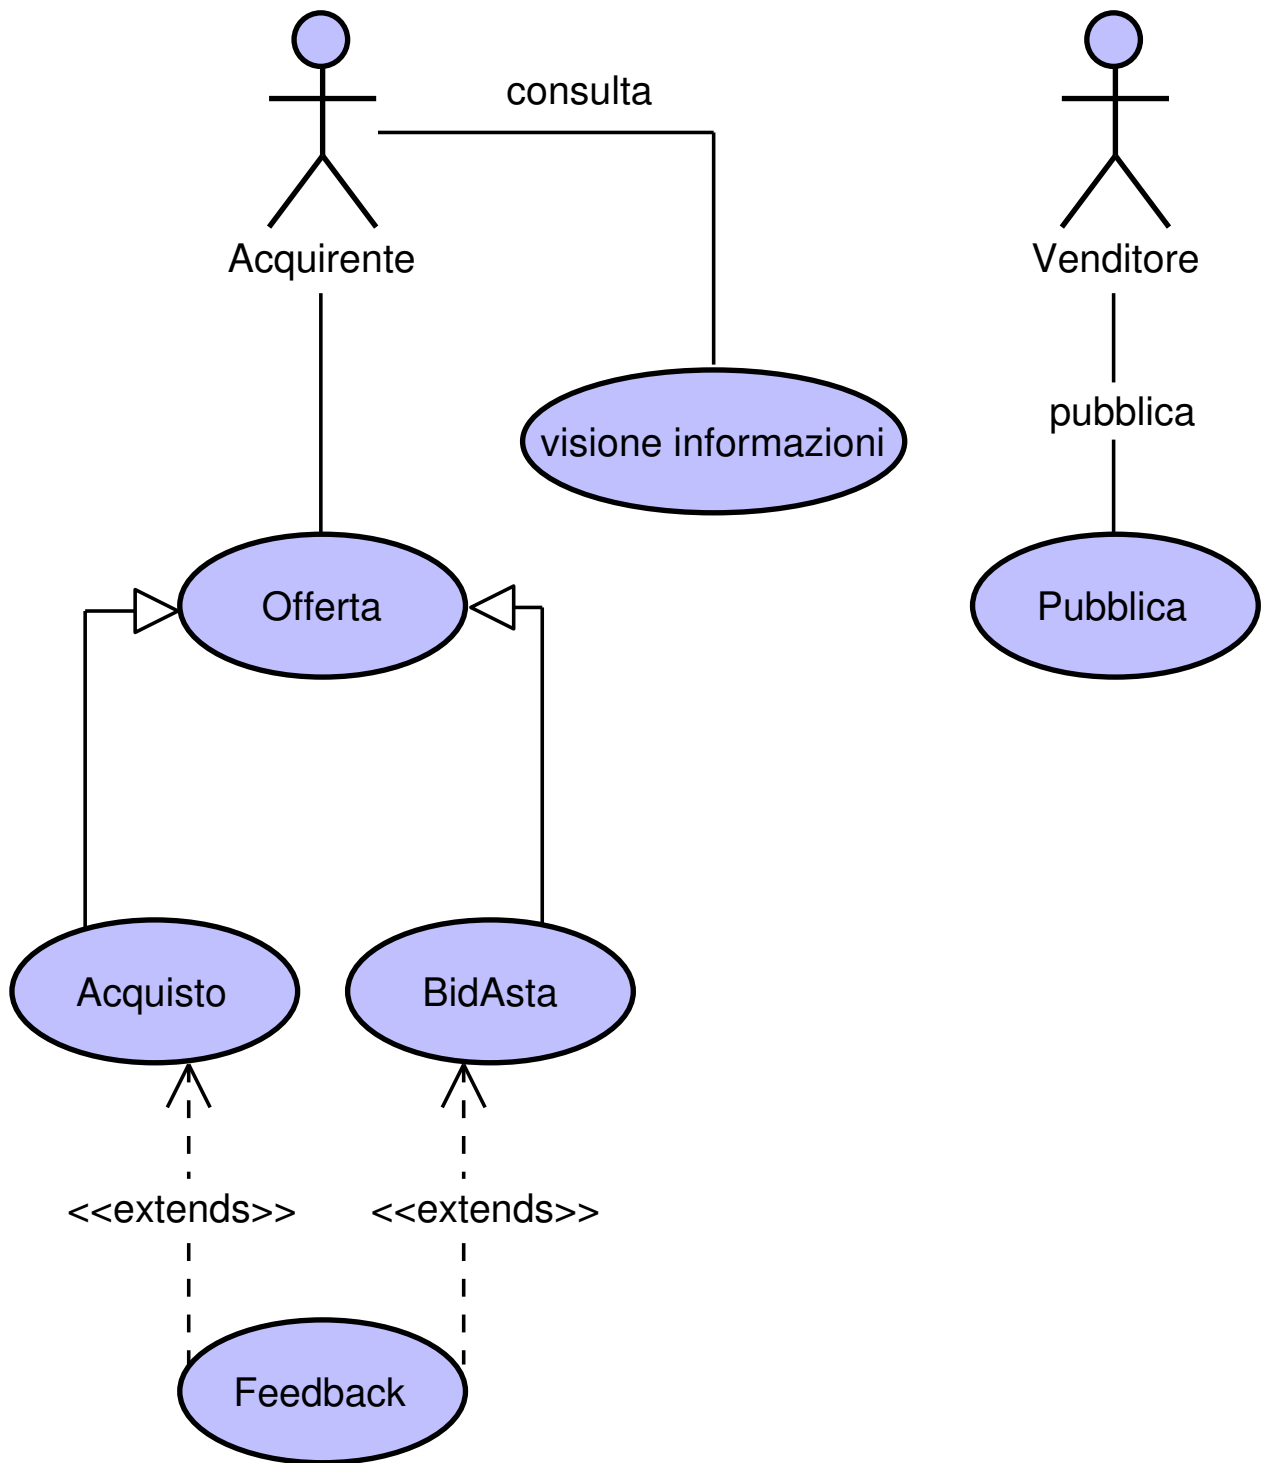 consulta
Acquirente
Venditore
pubblica
visione informazioni
Offerta
Pubblica
Acquisto
BidAsta
<<extends>>
<<extends>>
Feedback